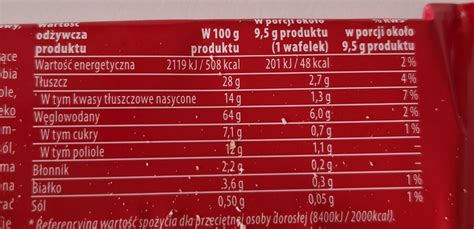 wartość W porcji około % RWS*
odżywcza W 100 g 9,5 g produktu w porcji około
produktu produktu (1 wafelek) 9,5 g produktu
Wartość energetyczna 2119 kJ / 508 kcal 201 kJ / 48 kcal 2%
Tłuszcz 28 g 2,7 g 4%
W tym kwasy tłuszczowe nasycone 14 g 1,3 g 7%
Węglowodany 64 g 6,0 g 2%
W tym cukry 7,1 g 0,7 g 1%
W tym poliole 12 g 1,1 g –
Błonnik 2,2 g 0,2 g –
Białko 3,6 g 0,3 g 1%
Sól 0,50 g 0,05 g 1%
* Referencyjna wartość spożycia dla przeciętnej osoby dorosłej (8400kJ / 2000kcal).